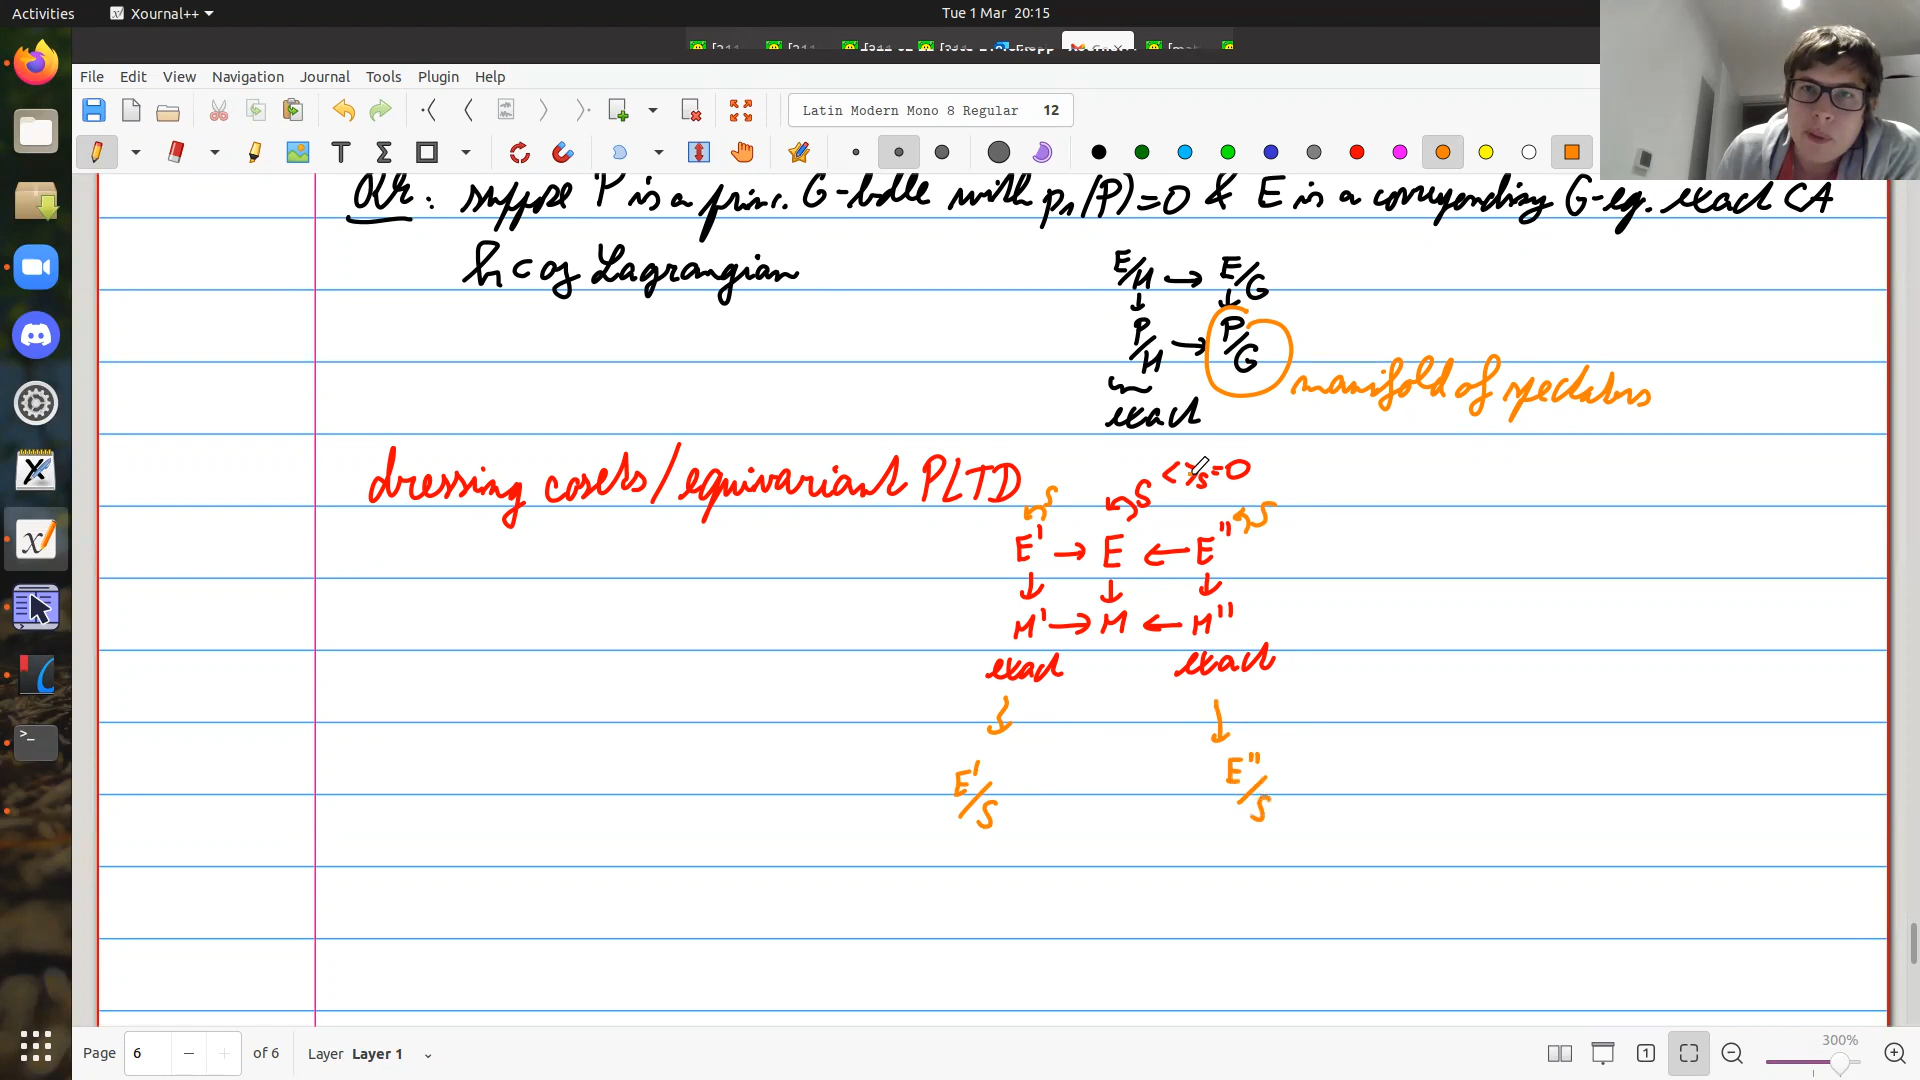 Activities Xournal++ Tue 1 Mar 20:15
File Edit View Navigation Journal Tools Plugin Help
Latin Modern Mono 8 Regular 12
suppose P is a princ. G-bdle with p₁(P)=0 & E is a corresponding G-eq. exact CA
h ⊂ g Lagrangian
E/H → E/G
↓ ↓
P/H → P/G
exact
manifold of spectators
dressing cosets/equivariant PLTD
S < , >_S=0
S S
E' → E ← E''
↓ ↓ ↓
M' → M ← M''
exact exact
↓ ↓
E'/S E''/S
Page 6 of 6 Layer Layer 1 300%